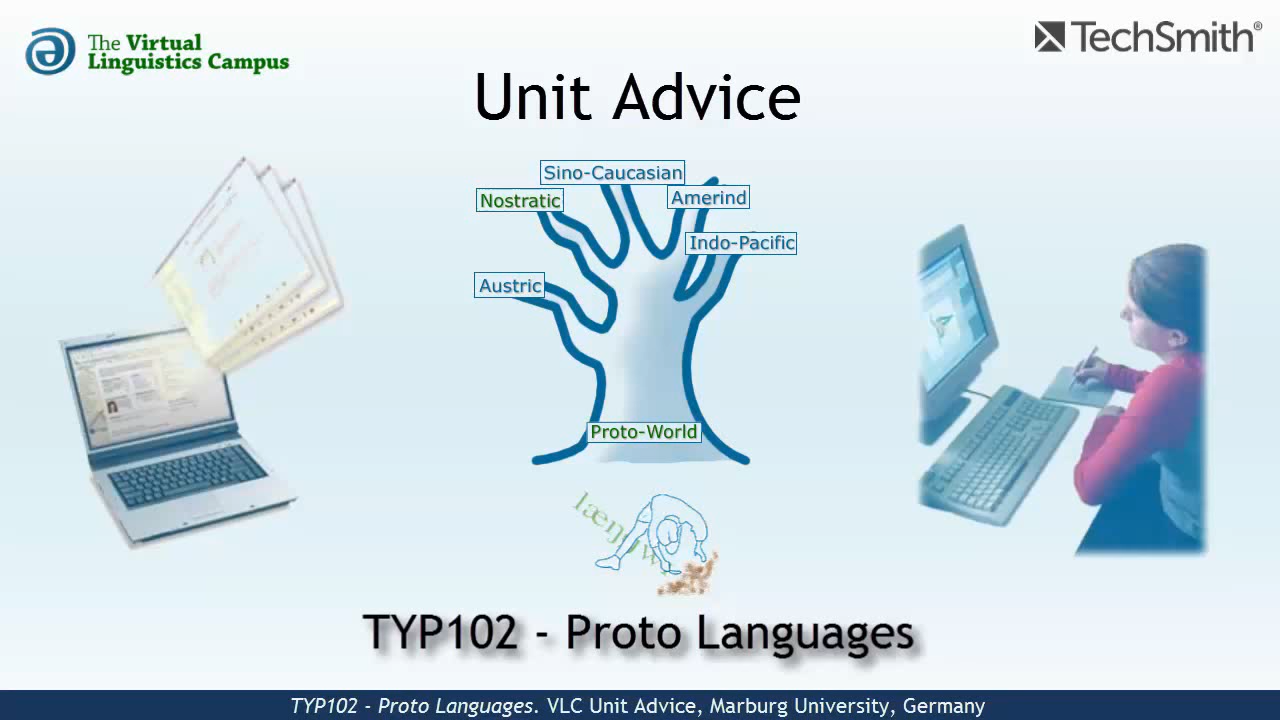 The Virtual
Linguistics Campus
TechSmith®
Unit Advice
Sino-Caucasian
Nostratic
Amerind
Indo-Pacific
Austric
Proto-World
TYP102 - Proto Languages
TYP102 - Proto Languages. VLC Unit Advice, Marburg University, Germany